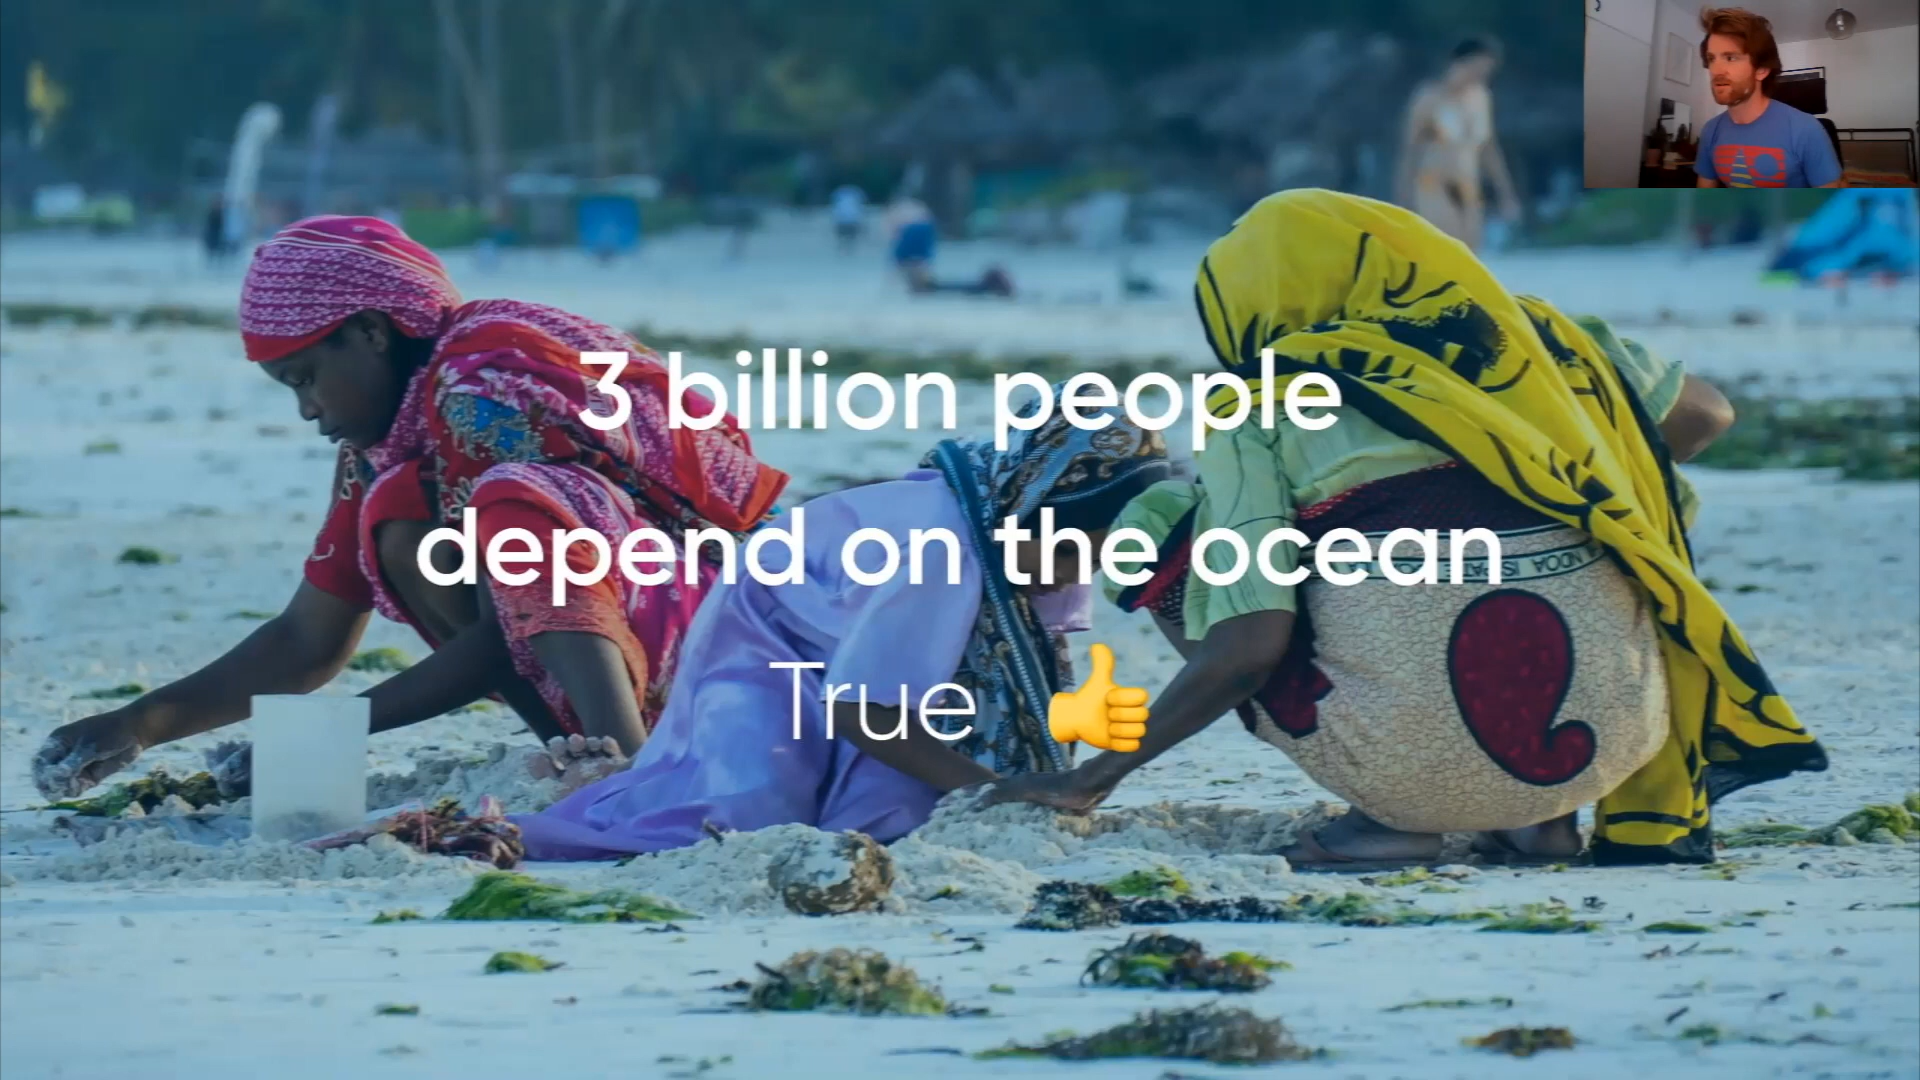 3 billion people
depend on the ocean
True 👍